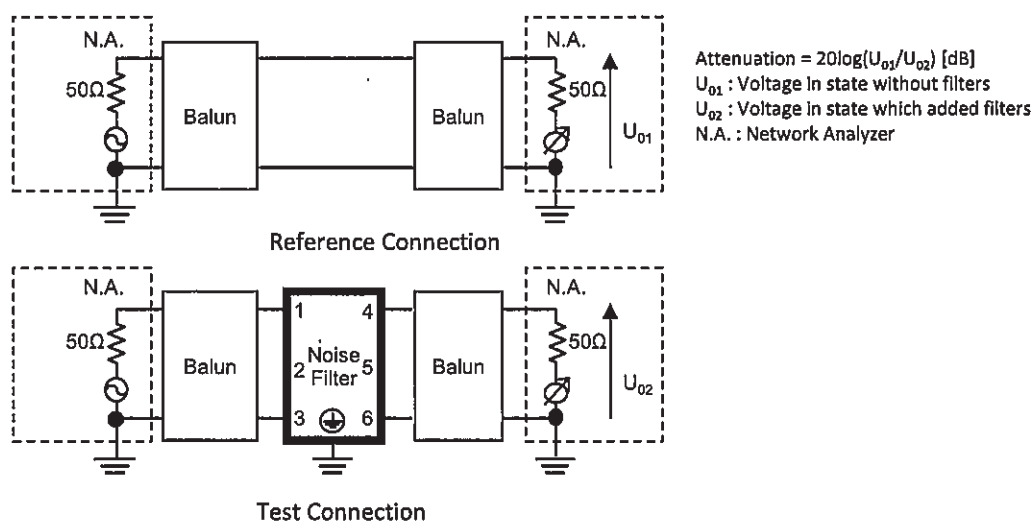 N.A.
50Ω
Balun
Balun
N.A.
50Ω
U01
Attenuation = 20log(U01/U02) [dB]
U01 : Voltage in state without filters
U02 : Voltage in state which added filters
N.A. : Network Analyzer
Reference Connection
N.A.
50Ω
Balun
1 4
2 Noise Filter 5
3 6
Balun
N.A.
50Ω
U02
Test Connection